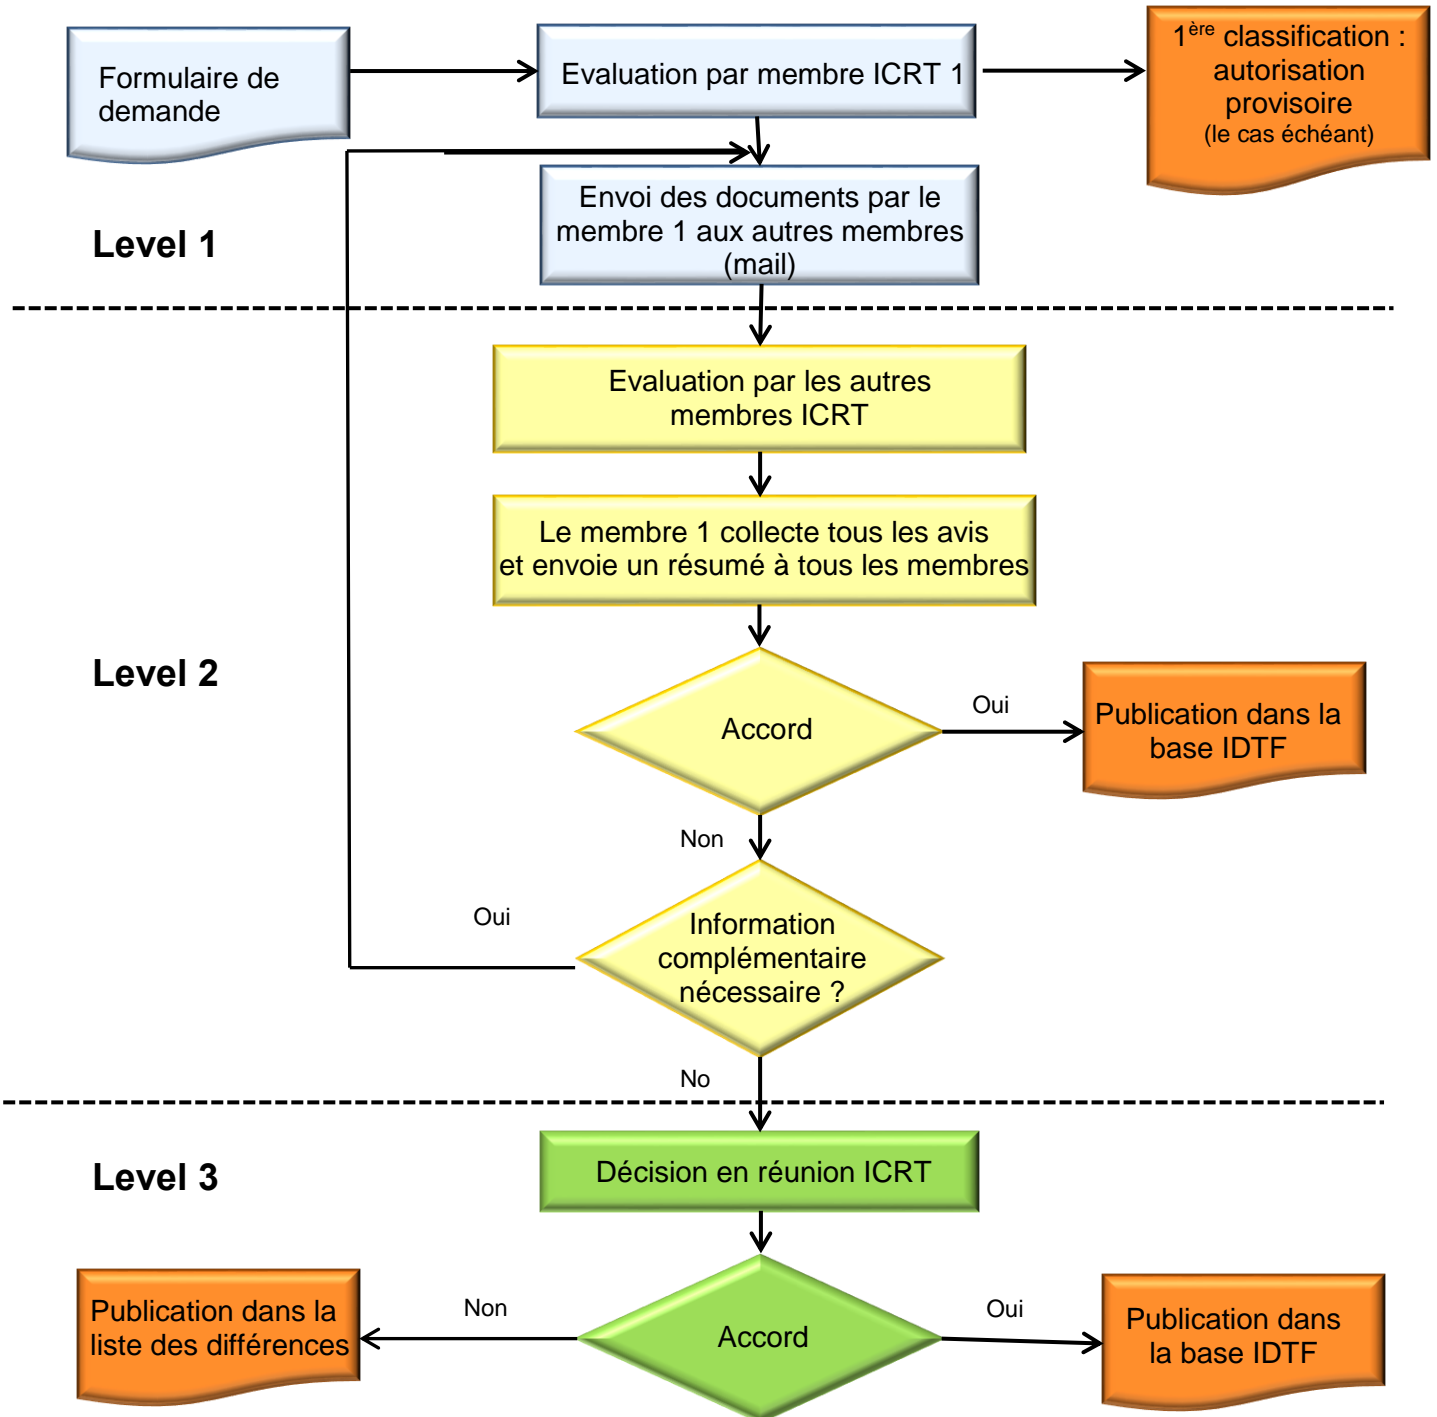 Formulaire de
demande
Evaluation par membre ICRT 1
1ère classification :
autorisation
provisoire
(le cas échéant)
Envoi des documents par le
membre 1 aux autres membres
(mail)
Level 1
Evaluation par les autres
membres ICRT
Le membre 1 collecte tous les avis
et envoie un résumé à tous les membres
Level 2
Accord
Oui
Publication dans la
base IDTF
Non
Oui
Information
complémentaire
nécessaire ?
No
Level 3
Décision en réunion ICRT
Publication dans la
liste des différences
Non
Accord
Oui
Publication dans
la base IDTF